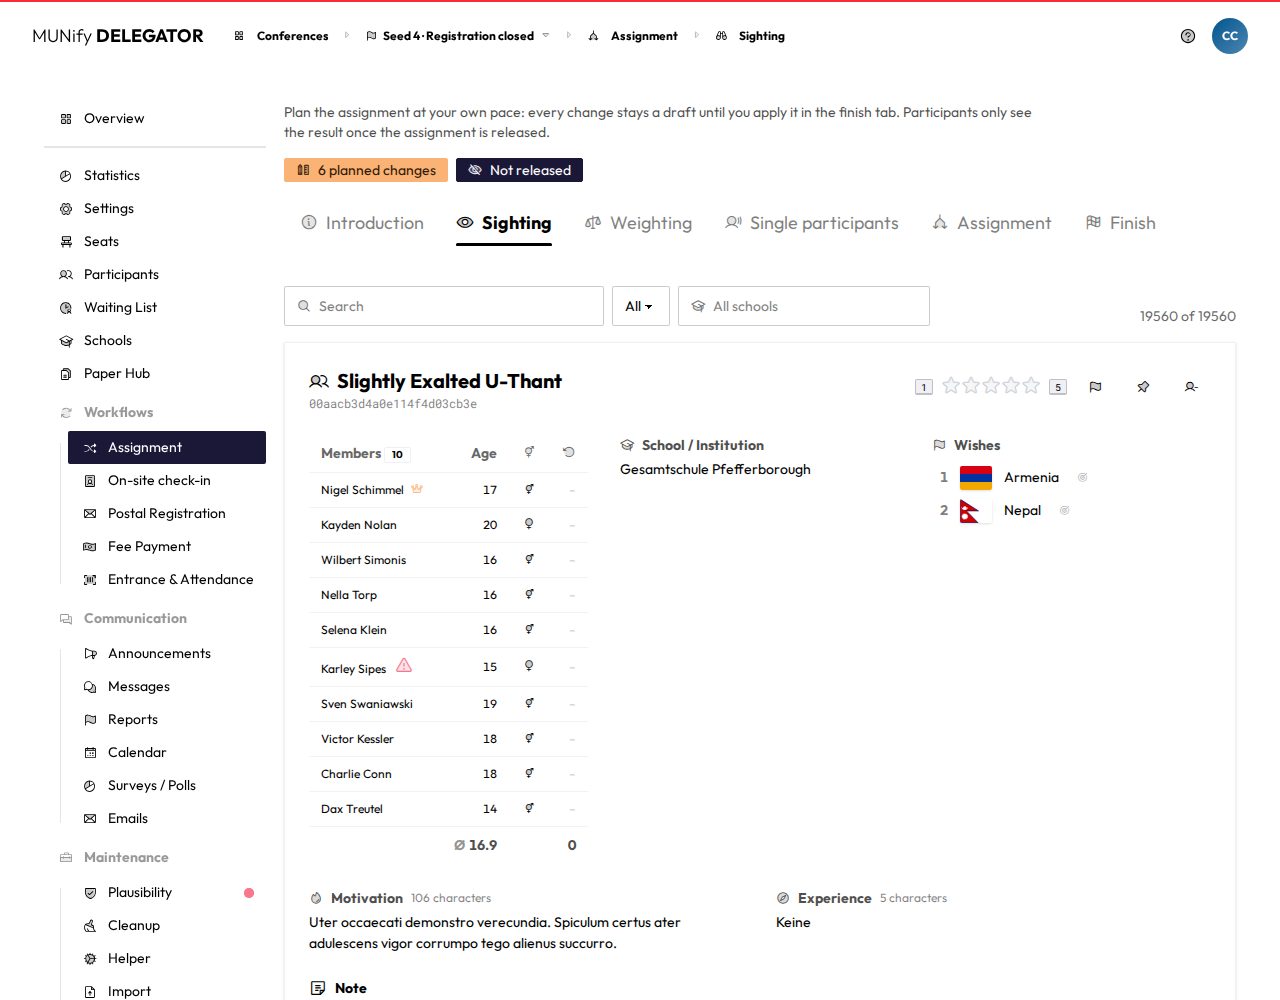 MUNify DELEGATOR
Conferences
Seed 4 · Registration closed
Assignment
Sighting
CC
Overview
Statistics
Settings
Seats
Participants
Waiting List
Schools
Paper Hub
Workflows
Assignment
On-site check-in
Postal Registration
Fee Payment
Entrance & Attendance
Communication
Announcements
Messages
Reports
Calendar
Surveys / Polls
Emails
Maintenance
Plausibility
Cleanup
Helper
Import
Plan the assignment at your own pace: every change stays a draft until you apply it in the finish tab. Participants only see
the result once the assignment is released.
6 planned changes
Not released
Introduction
Sighting
Weighting
Single participants
Assignment
Finish
Search
All
All schools
19560 of 19560
Slightly Exalted U-Thant
1
5
00aacb3d4a0e114f4d03cb3e
Members 10 Age
Nigel Schimmel 17 –
Kayden Nolan 20 –
Wilbert Simonis 16 –
Nella Torp 16 –
Selena Klein 16 –
Karley Sipes 15 –
Sven Swaniawski 19 –
Victor Kessler 18 –
Charlie Conn 18 –
Dax Treutel 14 –
Ø 16.9 0
School / Institution
Gesamtschule Pfefferborough
Wishes
1 Armenia
2 Nepal
Motivation 106 characters
Uter occaecati demonstro verecundia. Spiculum certus ater
adulescens vigor corrumpo tego alienus succurro.
Experience 5 characters
Keine
Note